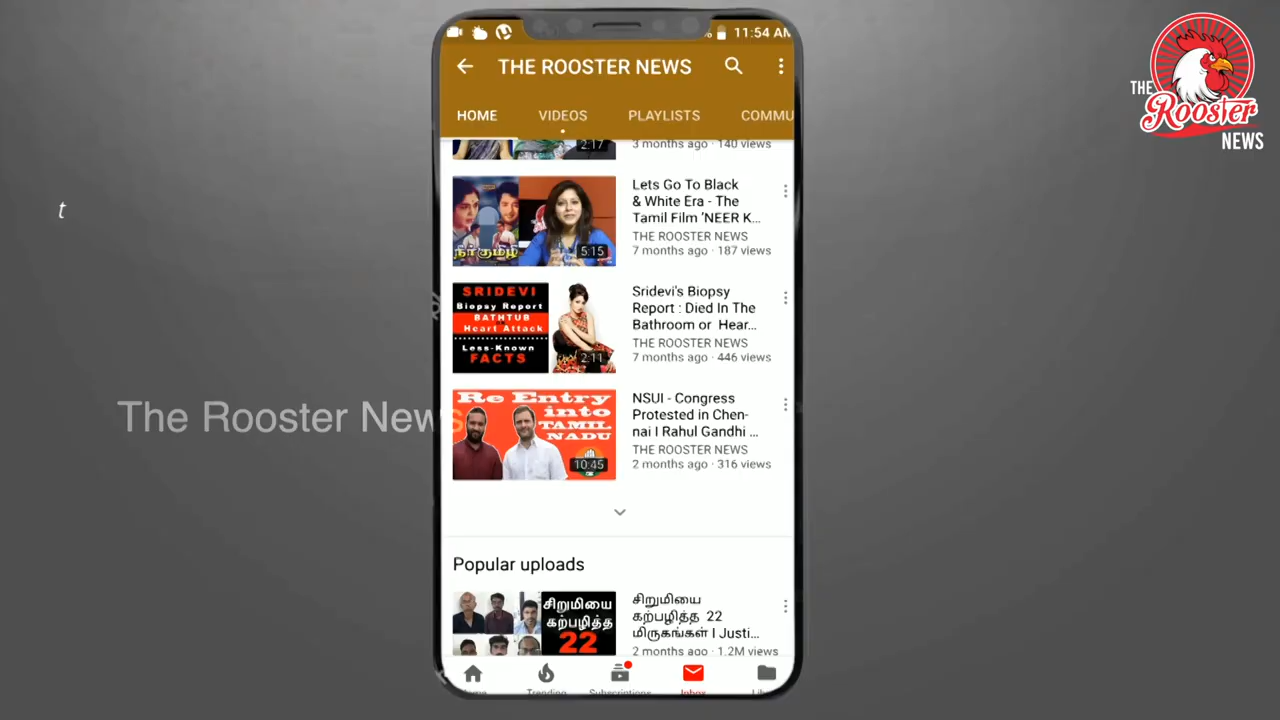 11:54 AM
THE ROOSTER NEWS
HOME VIDEOS PLAYLISTS COMMU
2:17
3 months ago · 140 views
Lets Go To Black
& White Era - The
Tamil Film 'NEER K...
THE ROOSTER NEWS
7 months ago · 187 views
நீர்குமிழி
5:15
SRIDEVI
Biopsy Report
BATHTUB
Heart Attack
Less-Known
FACTS
2:11
Sridevi's Biopsy
Report : Died In The
Bathroom or Hear...
THE ROOSTER NEWS
7 months ago · 446 views
Re Entry
into
TAMIL
NADU
10:45
NSUI - Congress
Protested in Chen-
nai I Rahul Gandhi ...
THE ROOSTER NEWS
2 months ago · 316 views
Popular uploads
சிறுமியை
கற்பழித்த
22
சிறுமியை
கற்பழித்த 22
மிருகங்கள் I Justi...
2 months ago · 1.2M views
Trending Subscriptions Inbox
t
The Rooster News
THE
Rooster
NEWS